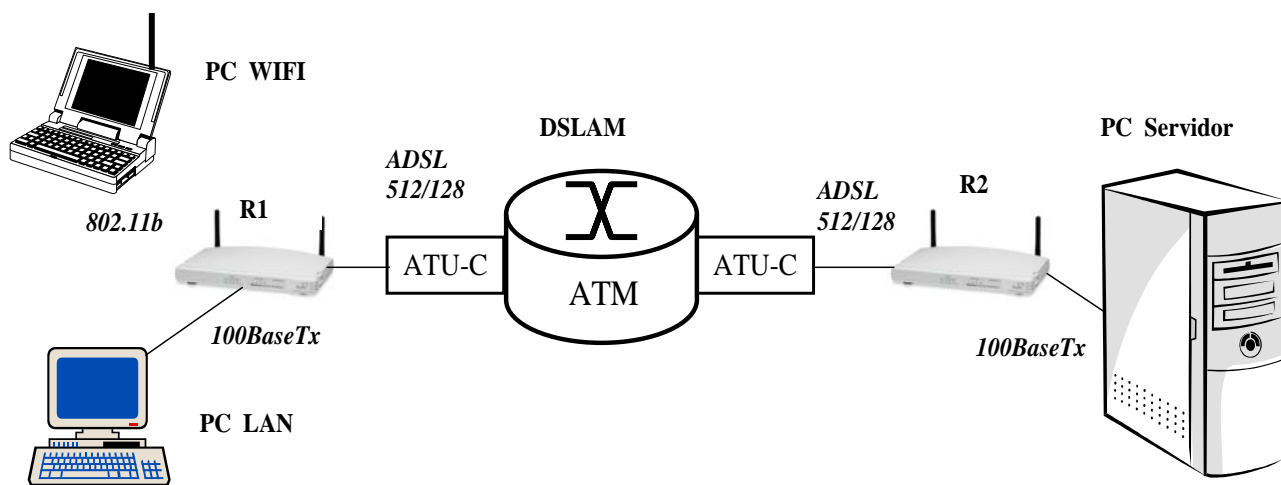 PC WIFI
DSLAM
PC Servidor
ADSL
512/128
ADSL
512/128
R2
802.11b
R1
ATU-C
ATU-C
ATM
100BaseTx
100BaseTx
PC LAN